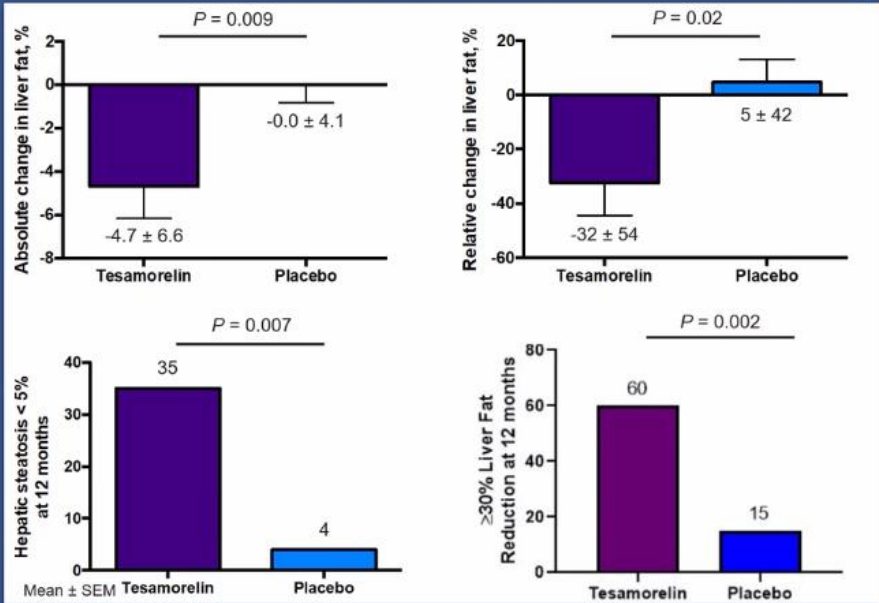 P = 0.009
Absolute change in liver fat, %
2
0
-2
-4
-6
-8
-4.7 ± 6.6
-0.0 ± 4.1
Tesamorelin
Placebo
P = 0.02
Relative change in liver fat, %
20
0
-20
-40
-60
-32 ± 54
5 ± 42
Tesamorelin
Placebo
P = 0.007
Hepatic steatosis < 5%
at 12 months
40
30
20
10
0
35
4
Mean ± SEM
Tesamorelin
Placebo
P = 0.002
≥30% Liver Fat
Reduction at 12 months
80
60
40
20
0
60
15
Tesamorelin
Placebo